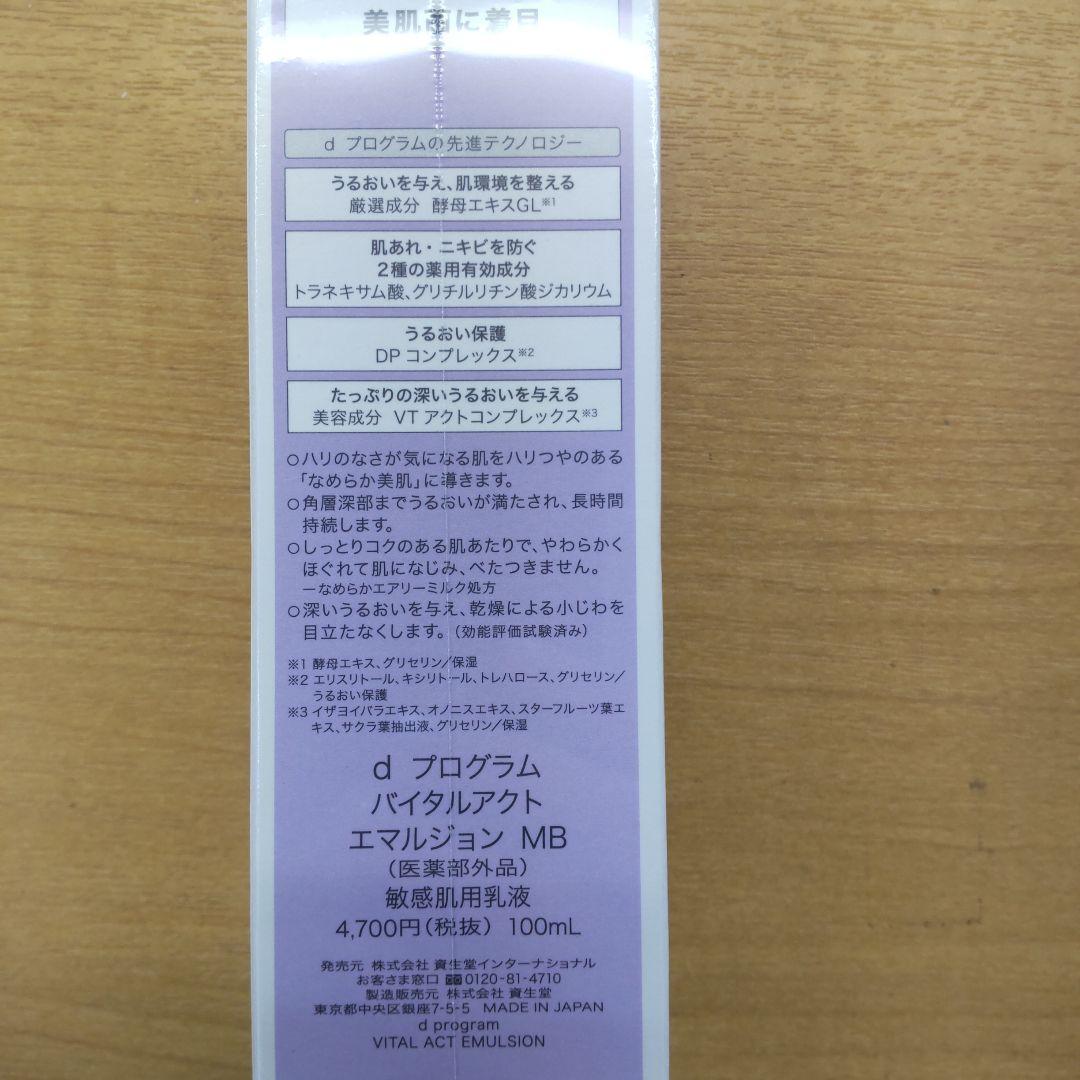 美肌菌に着目
d プログラムの先進テクノロジー
うるおいを与え、肌環境を整える
厳選成分 酵母エキスGL※1
肌あれ・ニキビを防ぐ
2種の薬用有効成分
トラネキサム酸、グリチルリチン酸ジカリウム
うるおい保護
DP コンプレックス※2
たっぷりの深いうるおいを与える
美容成分 VT アクトコンプレックス※3
○ハリのなさが気になる肌をハリつやのある
「なめらか美肌」に導きます。
○角層深部までうるおいが満たされ、長時間
持続します。
○しっとりコクのある肌あたりで、やわらかく
ほぐれて肌になじみ、べたつきません。
ーなめらかエアリーミルク処方
○深いうるおいを与え、乾燥による小じわを
目立たなくします。(効能評価試験済み)
※1 酵母エキス、グリセリン/保湿
※2 エリスリトール、キシリトール、トレハロース、グリセリン/
うるおい保護
※3 イザヨイバラエキス、オノニスエキス、スターフルーツ葉エ
キス、サクラ葉抽出液、グリセリン/保湿
d プログラム
バイタルアクト
エマルジョン MB
(医薬部外品)
敏感肌用乳液
4,700円(税抜) 100mL
発売元 株式会社 資生堂インターナショナル
お客さま窓口 0120-81-4710
製造販売元 株式会社 資生堂
東京都中央区銀座7-5-5 MADE IN JAPAN
d program
VITAL ACT EMULSION